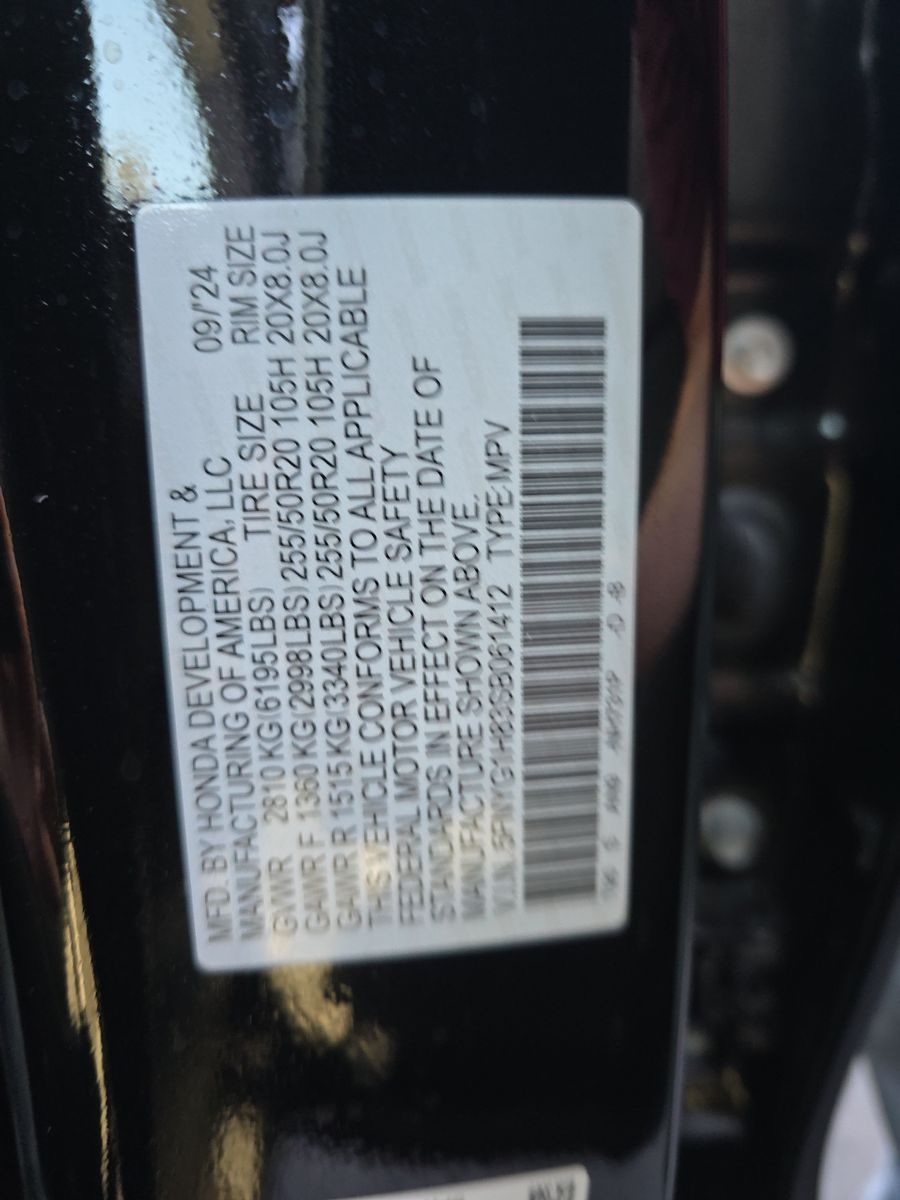 MFD. BY HONDA DEVELOPMENT &
MANUFACTURING OF AMERICA, LLC 09/'24
GVWR 2810 KG(6195LBS) TIRE SIZE RIM SIZE
GAWR F 1360 KG(2998LBS) 255/50R20 105H 20X8.0J
GAWR R 1515 KG(3340LBS) 255/50R20 105H 20X8.0J
THIS VEHICLE CONFORMS TO ALL APPLICABLE
FEDERAL MOTOR VEHICLE SAFETY
STANDARDS IN EFFECT ON THE DATE OF
MANUFACTURE SHOWN ABOVE.
V.I.N. 5FNYG1H83SB061412 TYPE:MPV